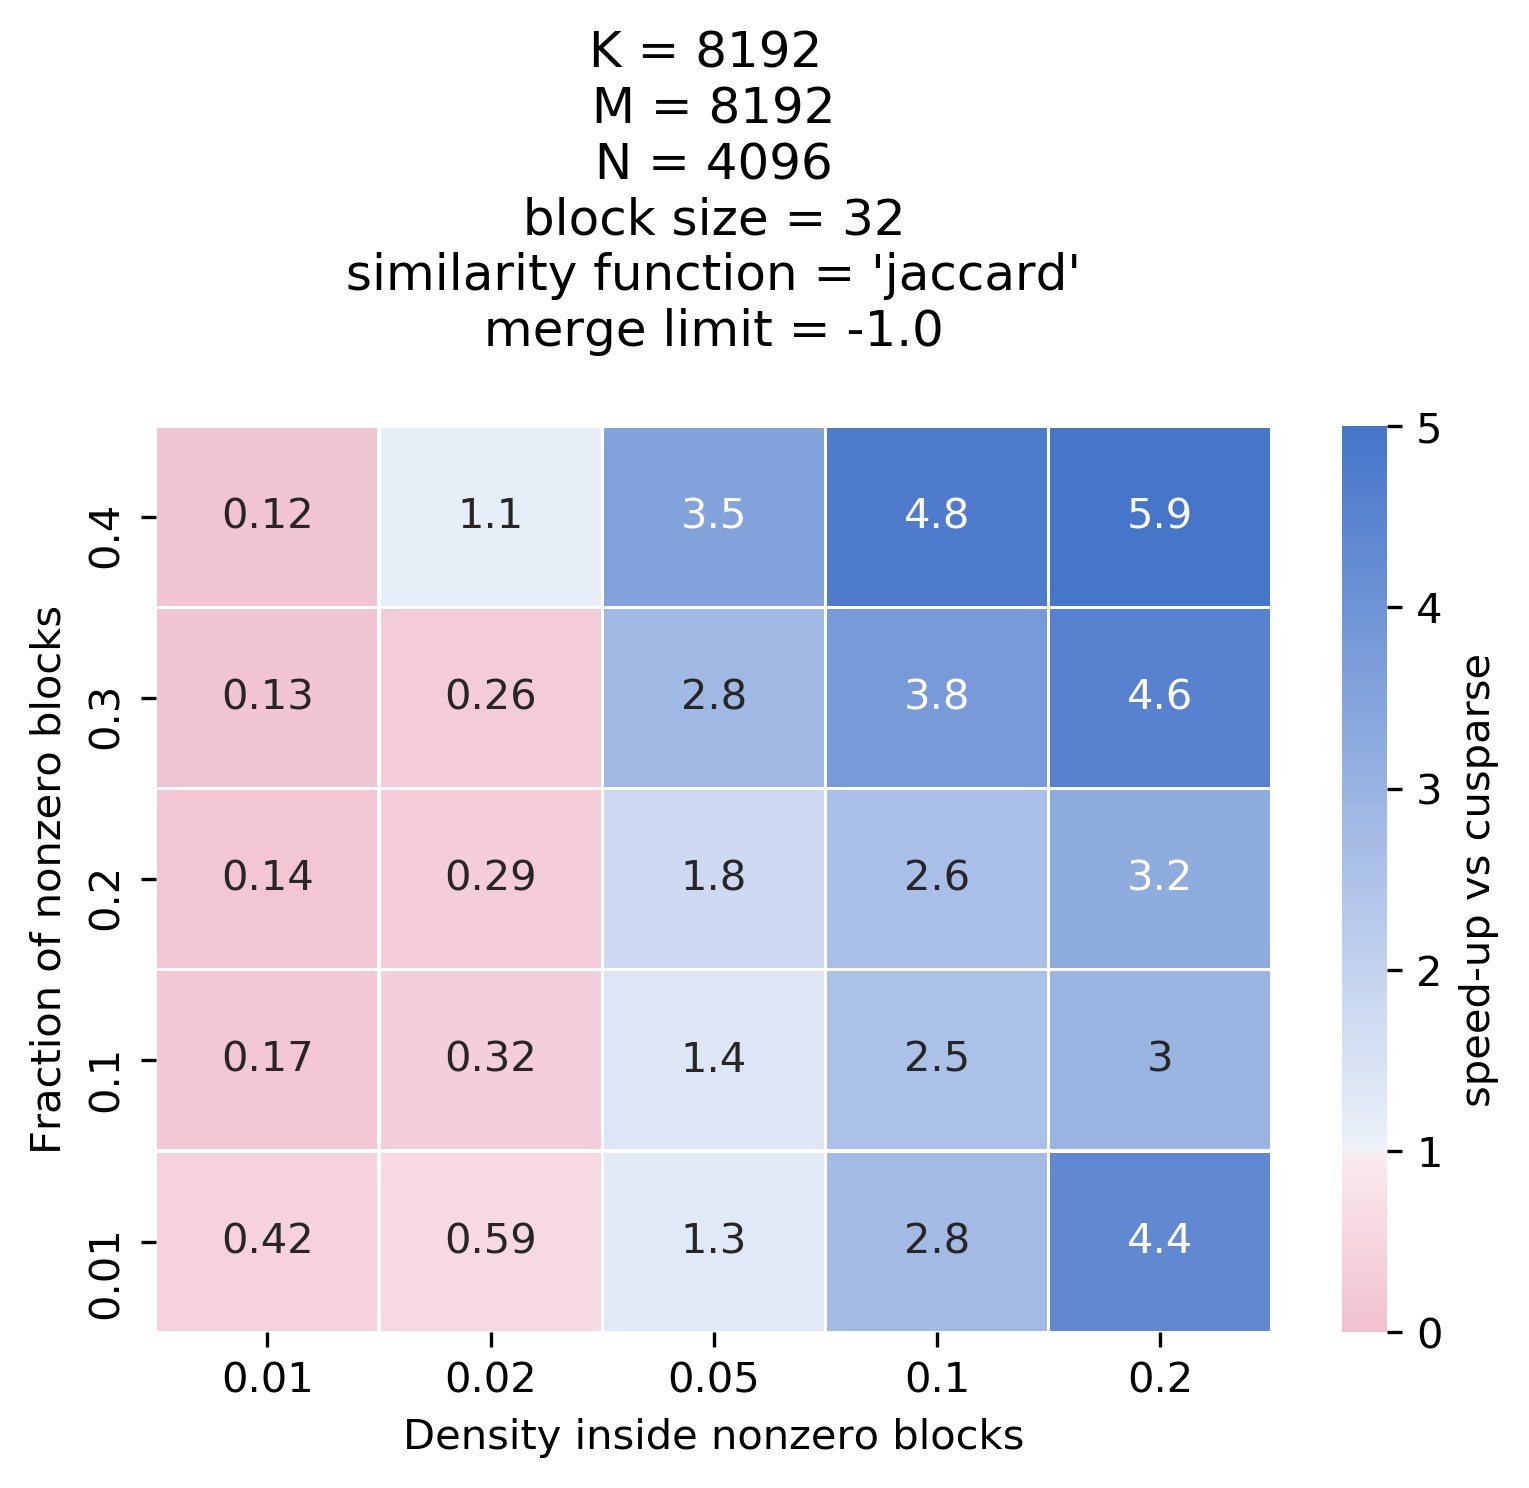 K = 8192
M = 8192
N = 4096
block size = 32
similarity function = 'jaccard'
merge limit = -1.0
0.4 0.12 1.1 3.5 4.8 5.9
0.3 0.13 0.26 2.8 3.8 4.6
0.2 0.14 0.29 1.8 2.6 3.2
0.1 0.17 0.32 1.4 2.5 3
0.01 0.42 0.59 1.3 2.8 4.4
0.01 0.02 0.05 0.1 0.2
Density inside nonzero blocks
Fraction of nonzero blocks
5
4
3
2
1
0
speed-up vs cusparse